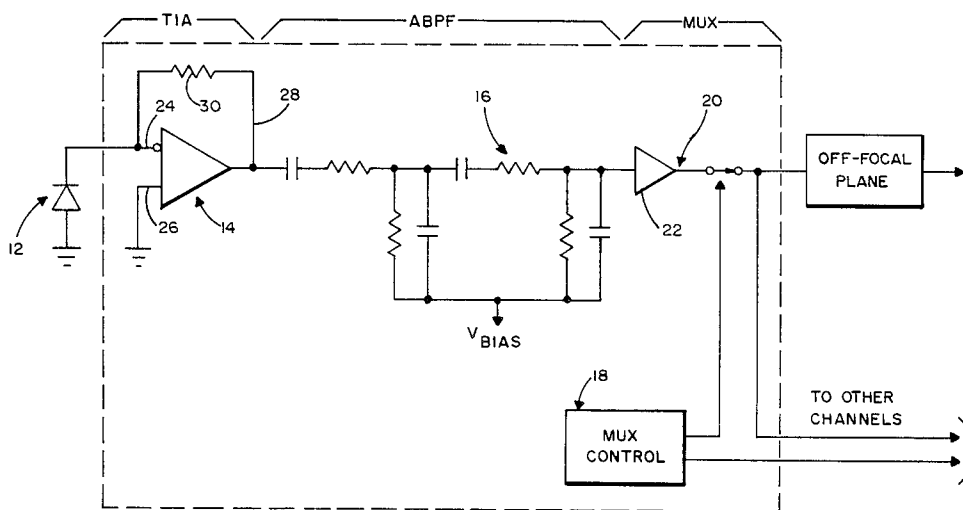 TIA
ABPF
MUX
30
24
28
16
20
OFF-FOCAL
PLANE
26
14
22
12
V BIAS
18
MUX
CONTROL
TO OTHER
CHANNELS